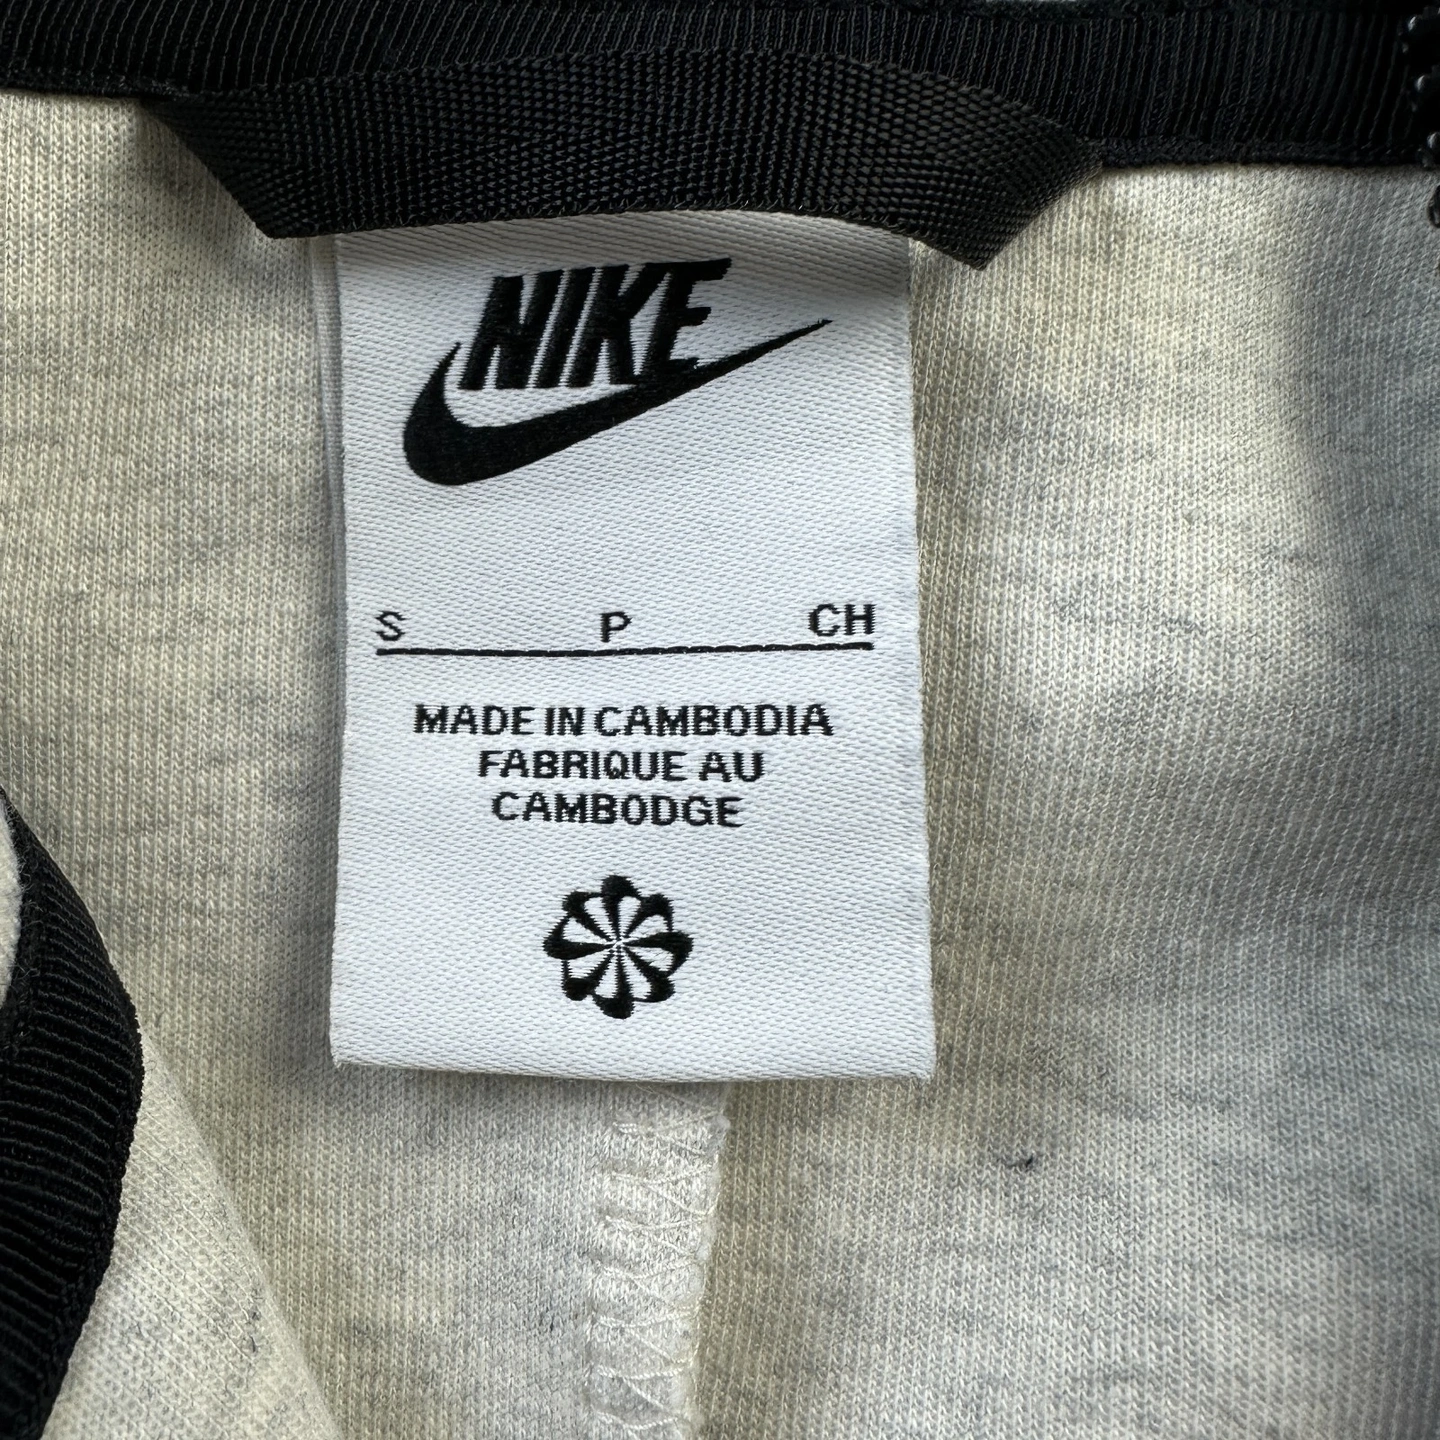 NIKE
S P CH
MADE IN CAMBODIA
FABRIQUE AU
CAMBODGE